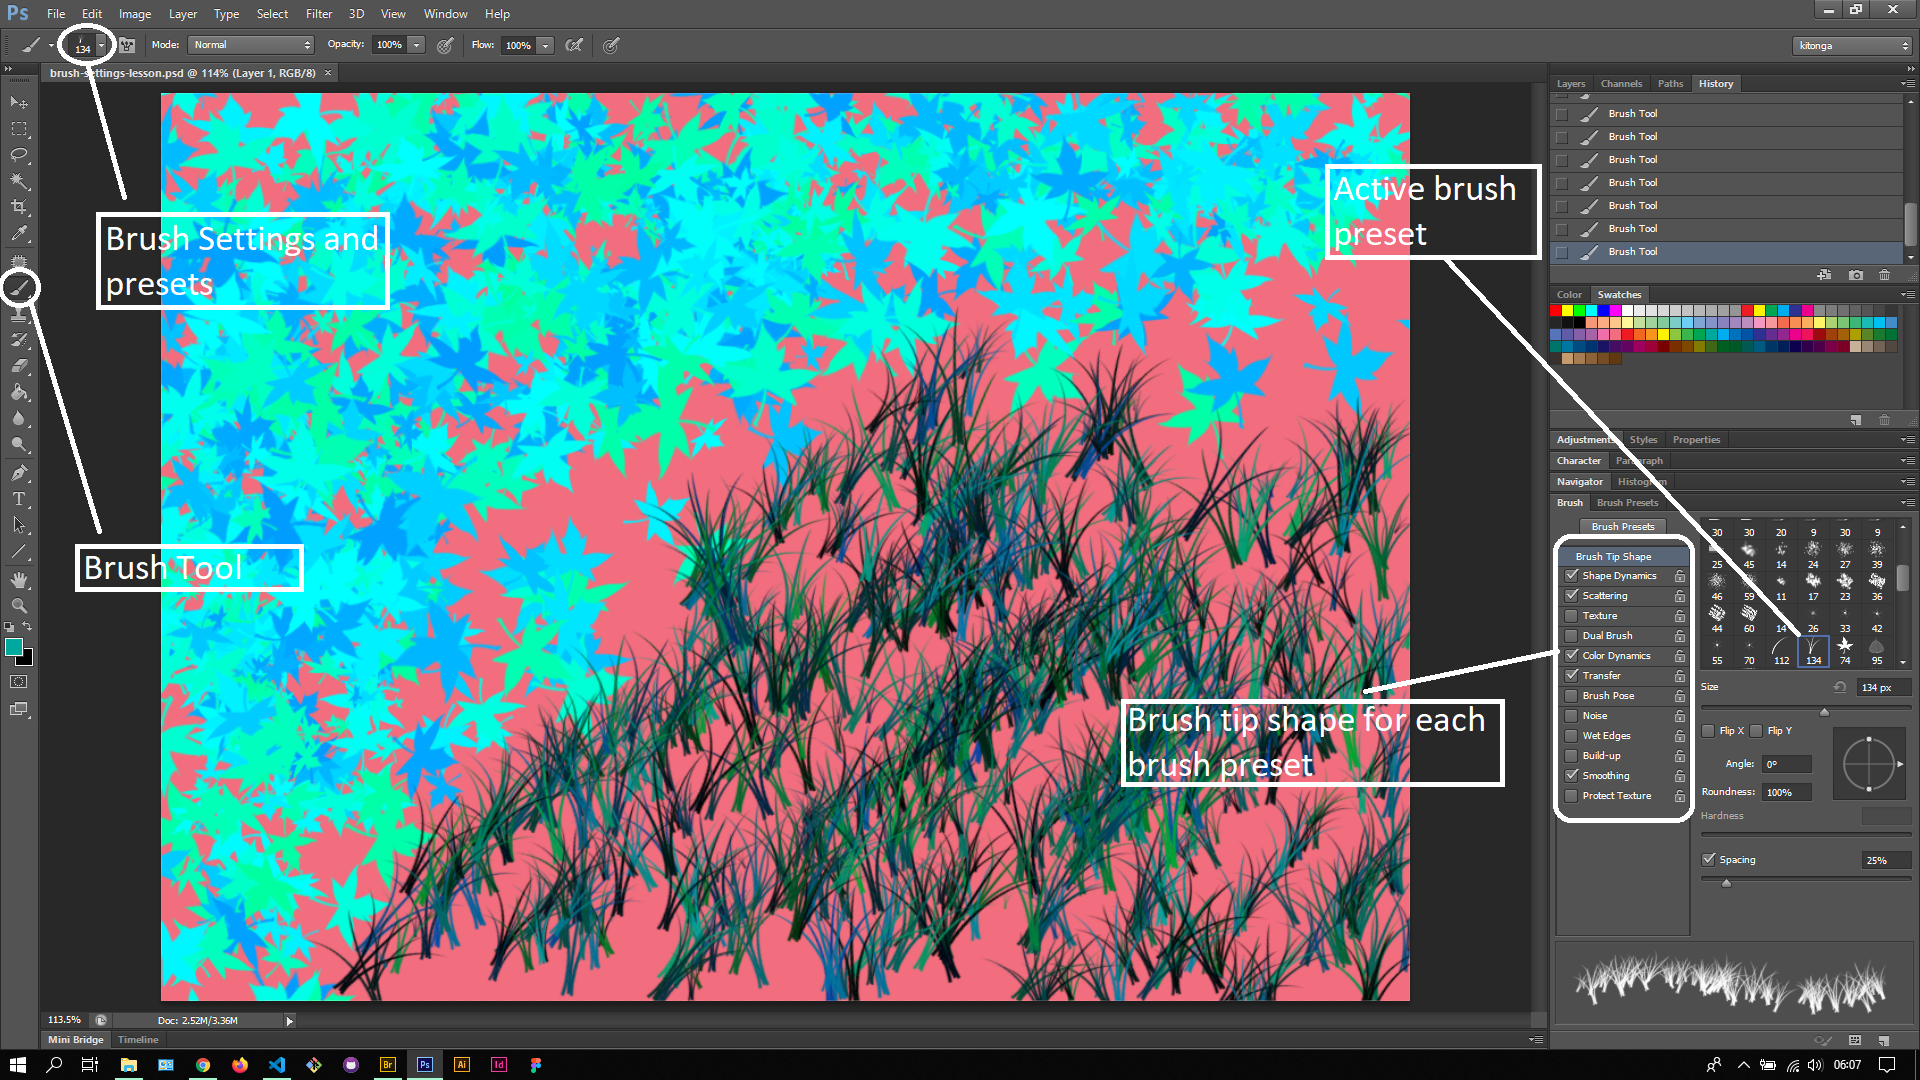 Ps File Edit Image Layer Type Select Filter 3D View Window Help
134 Mode: Normal Opacity: 100% Flow: 100% kitonga
brush-settings-lesson.psd @ 114% (Layer 1, RGB/8) ×
Brush Settings and
presets
Brush Tool
Active brush
preset
Brush tip shape for each
brush preset
Layers Channels Paths History
Brush Tool
Brush Tool
Brush Tool
Brush Tool
Brush Tool
Brush Tool
Brush Tool
Color Swatches
Adjustments Styles Properties
Character Paragraph
Navigator Histogram
Brush Brush Presets
Brush Presets
Brush Tip Shape
Shape Dynamics
Scattering
Texture
Dual Brush
Color Dynamics
Transfer
Brush Pose
Noise
Wet Edges
Build-up
Smoothing
Protect Texture
30 30 20 9 30 9
25 45 14 24 27 39
46 59 11 17 23 36
44 60 14 26 33 42
55 70 112 134 74 95
Size 134 px
Flip X Flip Y
Angle: 0º
Roundness: 100%
Hardness
Spacing 25%
113.5% Doc: 2.52M/3.36M
Mini Bridge Timeline
Br Ps Ai Id 06:07